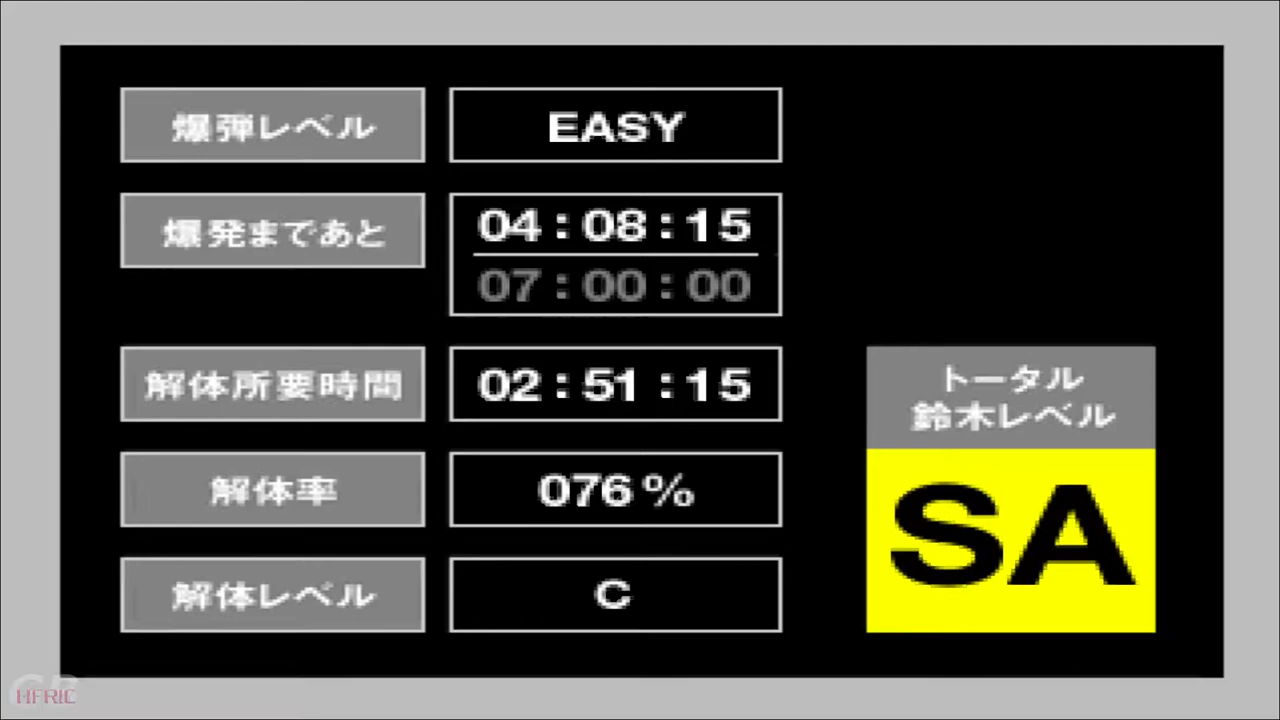 爆弾レベル
EASY
爆発まであと
04:08:15
07:00:00
解体所要時間
02:51:15
解体率
076%
解体レベル
C
トータル
鈴木レベル
SA
HFRIC